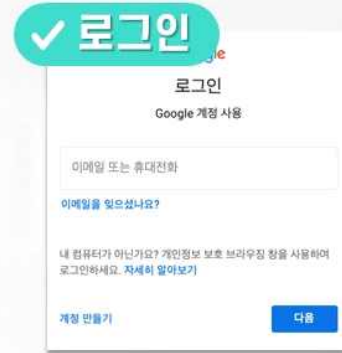 로그인
로그인
Google 계정 사용
이메일 또는 휴대전화
이메일을 잊으셨나요?
내 컴퓨터가 아닌가요? 개인정보 보호 브라우징 창을 사용하여
로그인하세요. 자세히 알아보기
계정 만들기
다음